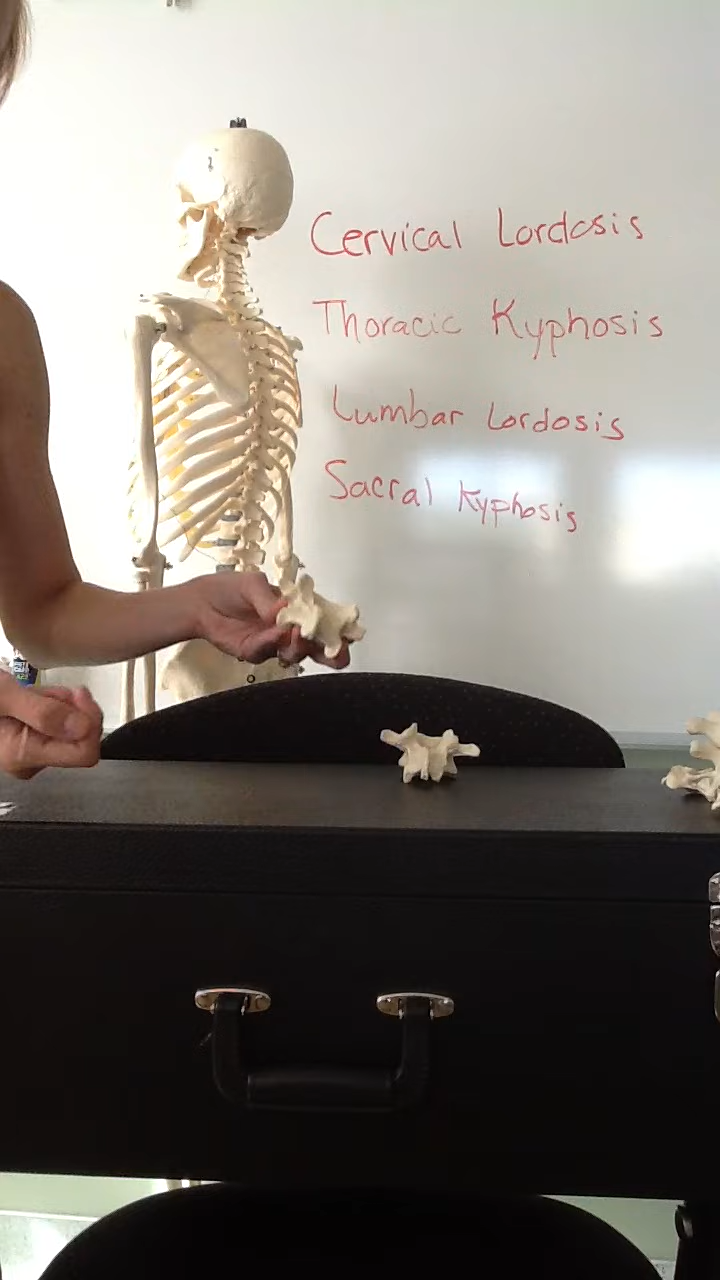 Cervical Lordosis
Thoracic Kyphosis
Lumbar Lordosis
Sacral Kyphosis